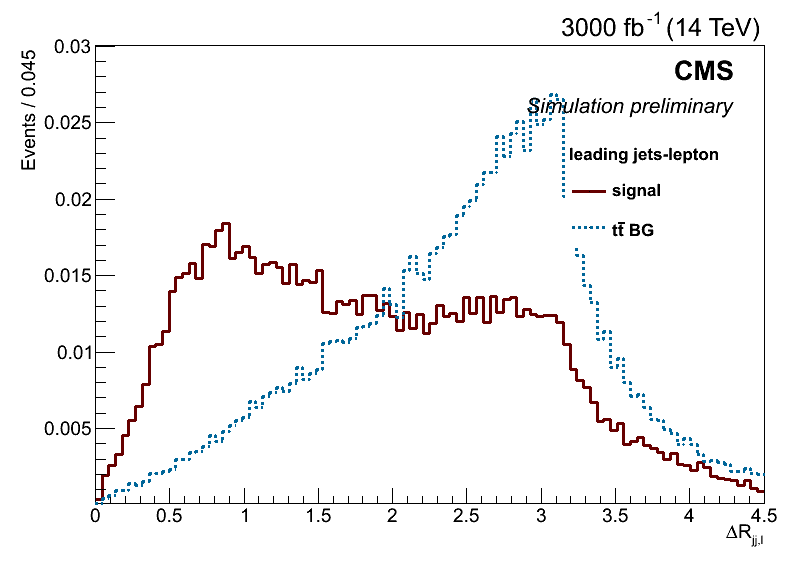 3000 fb⁻¹ (14 TeV)
CMS
Simulation preliminary
leading jets-lepton
signal
tt̄ BG
Events / 0.045
0.03
0.025
0.02
0.015
0.01
0.005
0 0.5 1 1.5 2 2.5 3 3.5 4 4.5
ΔR_jj,l